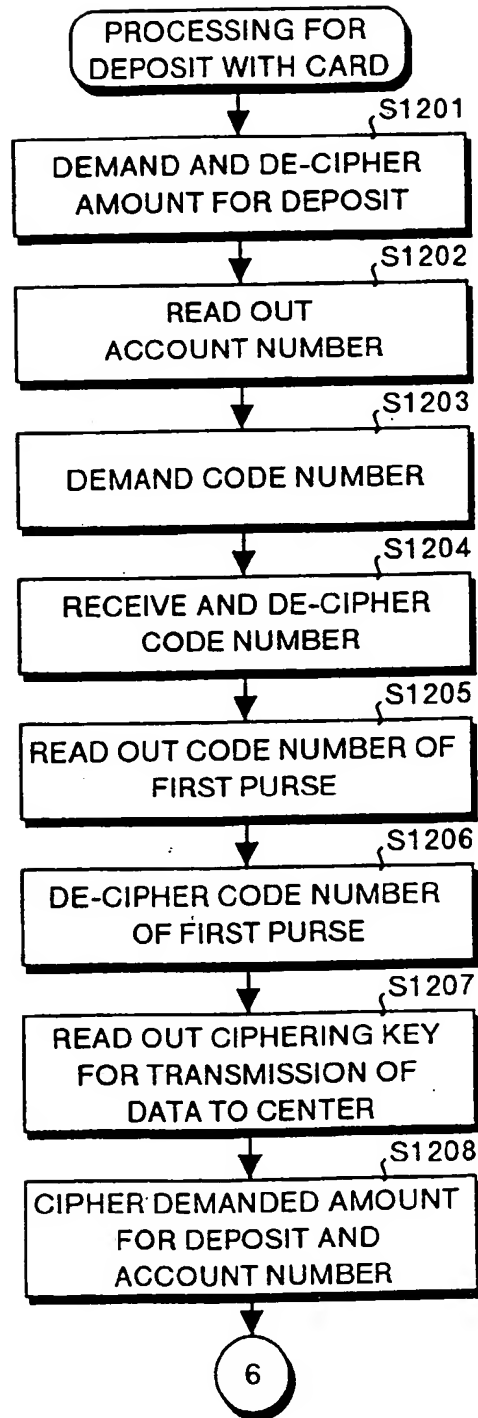 PROCESSING FOR
DEPOSIT WITH CARD
S1201
DEMAND AND DE-CIPHER
AMOUNT FOR DEPOSIT
S1202
READ OUT
ACCOUNT NUMBER
S1203
DEMAND CODE NUMBER
S1204
RECEIVE AND DE-CIPHER
CODE NUMBER
S1205
READ OUT CODE NUMBER OF
FIRST PURSE
S1206
DE-CIPHER CODE NUMBER
OF FIRST PURSE
S1207
READ OUT CIPHERING KEY
FOR TRANSMISSION OF
DATA TO CENTER
S1208
CIPHER DEMANDED AMOUNT
FOR DEPOSIT AND
ACCOUNT NUMBER
6